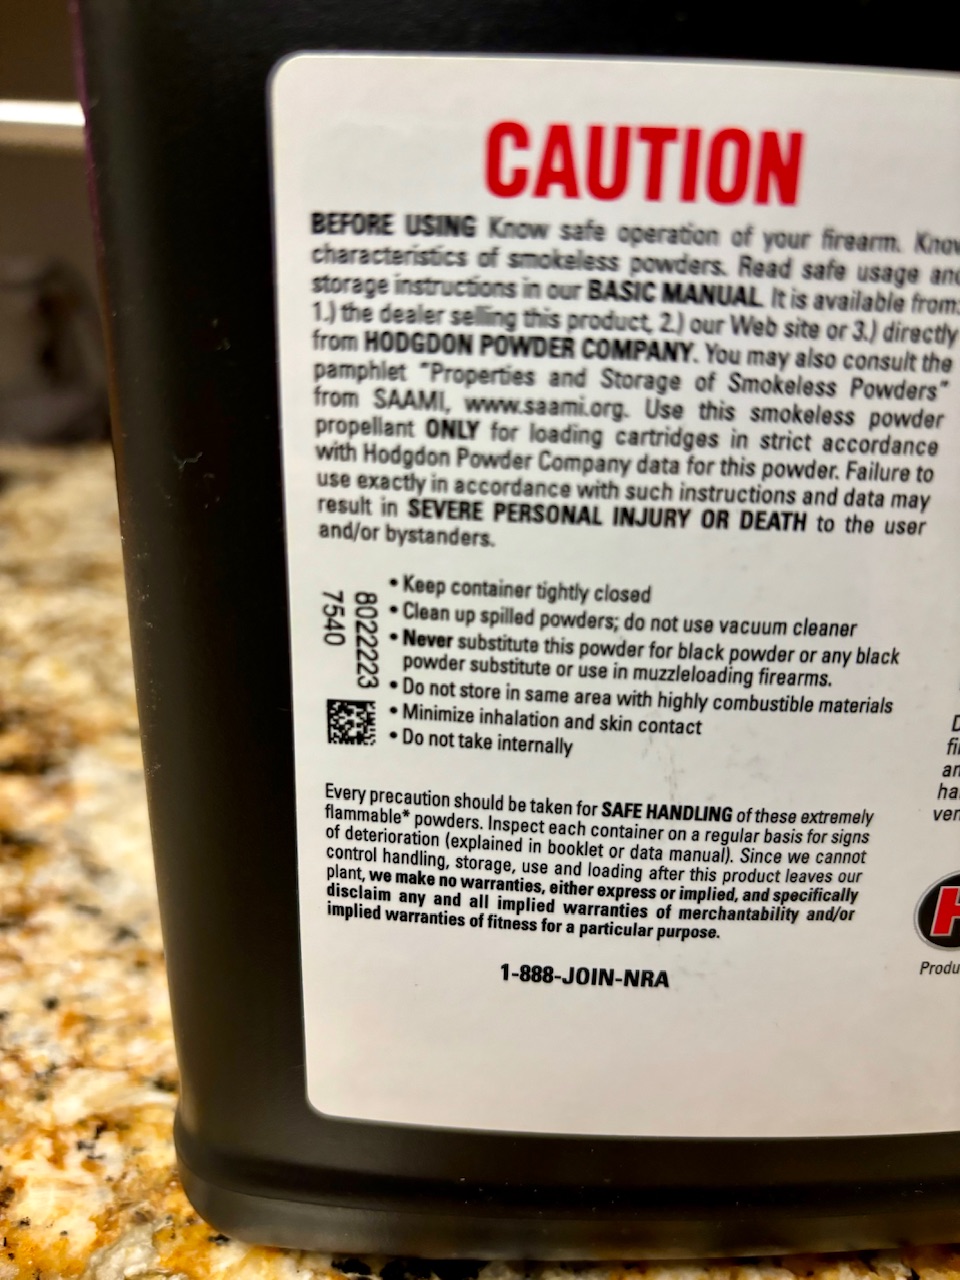 CAUTION
BEFORE USING Know safe operation of your firearm. Know
characteristics of smokeless powders. Read safe usage and
storage instructions in our BASIC MANUAL. It is available from:
1.) the dealer selling this product, 2.) our Web site or 3.) directly
from HODGDON POWDER COMPANY. You may also consult the
pamphlet "Properties and Storage of Smokeless Powders"
from SAAMI, www.saami.org. Use this smokeless powder
propellant ONLY for loading cartridges in strict accordance
with Hodgdon Powder Company data for this powder. Failure to
use exactly in accordance with such instructions and data may
result in SEVERE PERSONAL INJURY OR DEATH to the user
and/or bystanders.
8022223
7540
• Keep container tightly closed
• Clean up spilled powders; do not use vacuum cleaner
• Never substitute this powder for black powder or any black
powder substitute or use in muzzleloading firearms.
• Do not store in same area with highly combustible materials
• Minimize inhalation and skin contact
• Do not take internally
Every precaution should be taken for SAFE HANDLING of these extremely
flammable* powders. Inspect each container on a regular basis for signs
of deterioration (explained in booklet or data manual). Since we cannot
control handling, storage, use and loading after this product leaves our
plant, we make no warranties, either express or implied, and specifically
disclaim any and all implied warranties of merchantability and/or
implied warranties of fitness for a particular purpose.
1-888-JOIN-NRA